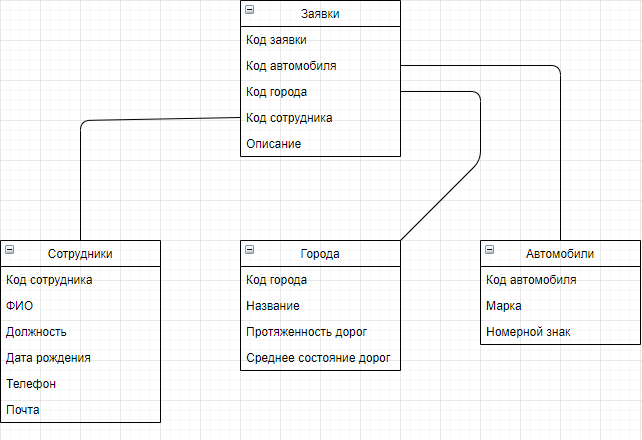 Заявки
Код заявки
Код автомобиля
Код города
Код сотрудника
Описание
Сотрудники
Код сотрудника
ФИО
Должность
Дата рождения
Телефон
Почта
Города
Код города
Название
Протяженность дорог
Среднее состояние дорог
Автомобили
Код автомобиля
Марка
Номерной знак